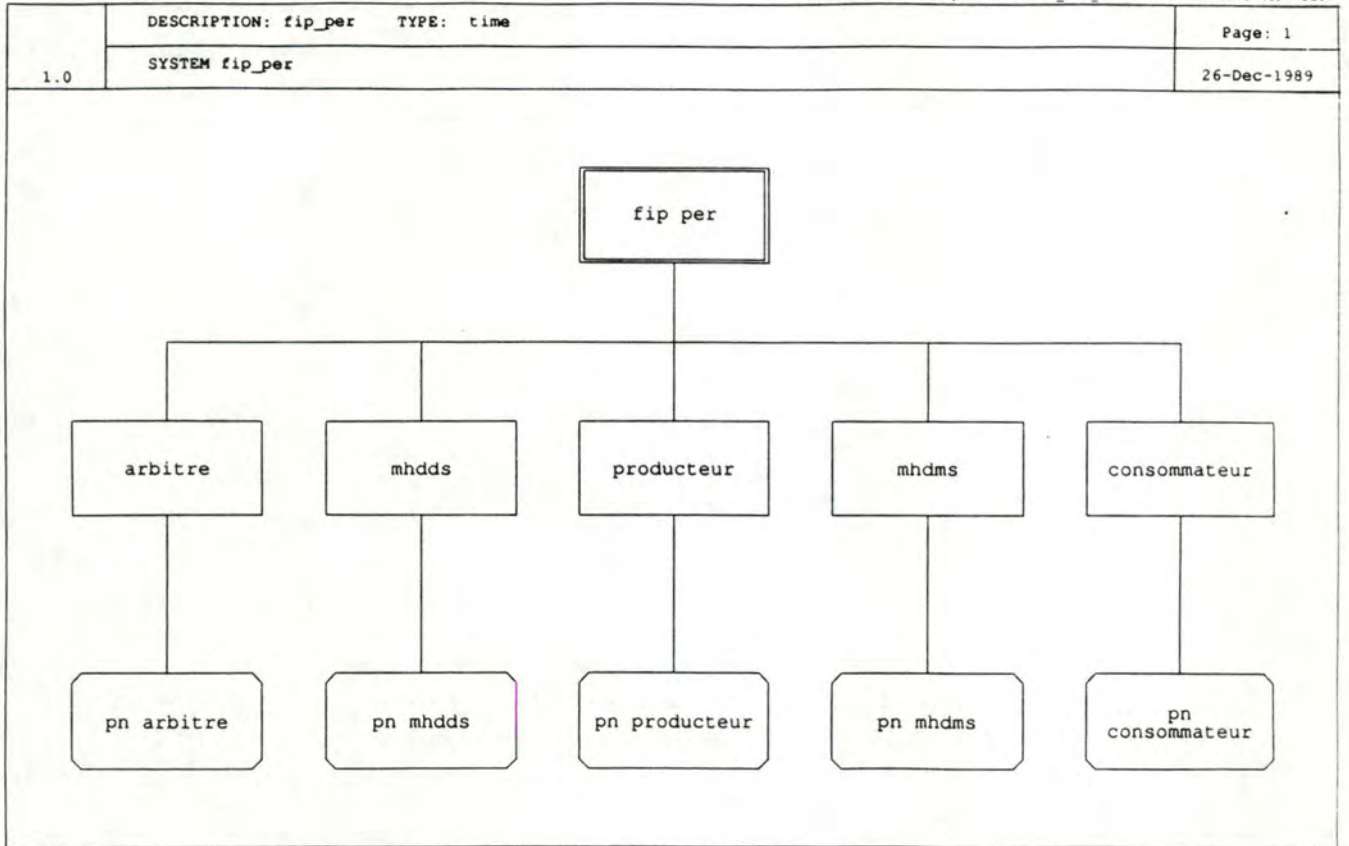 DESCRIPTION: fip_per TYPE: time
Page: 1
1.0
SYSTEM fip_per
26-Dec-1989
fip per
arbitre
mhdds
producteur
mhdms
consommateur
pn arbitre
pn mhdds
pn producteur
pn mhdms
pn
consommateur